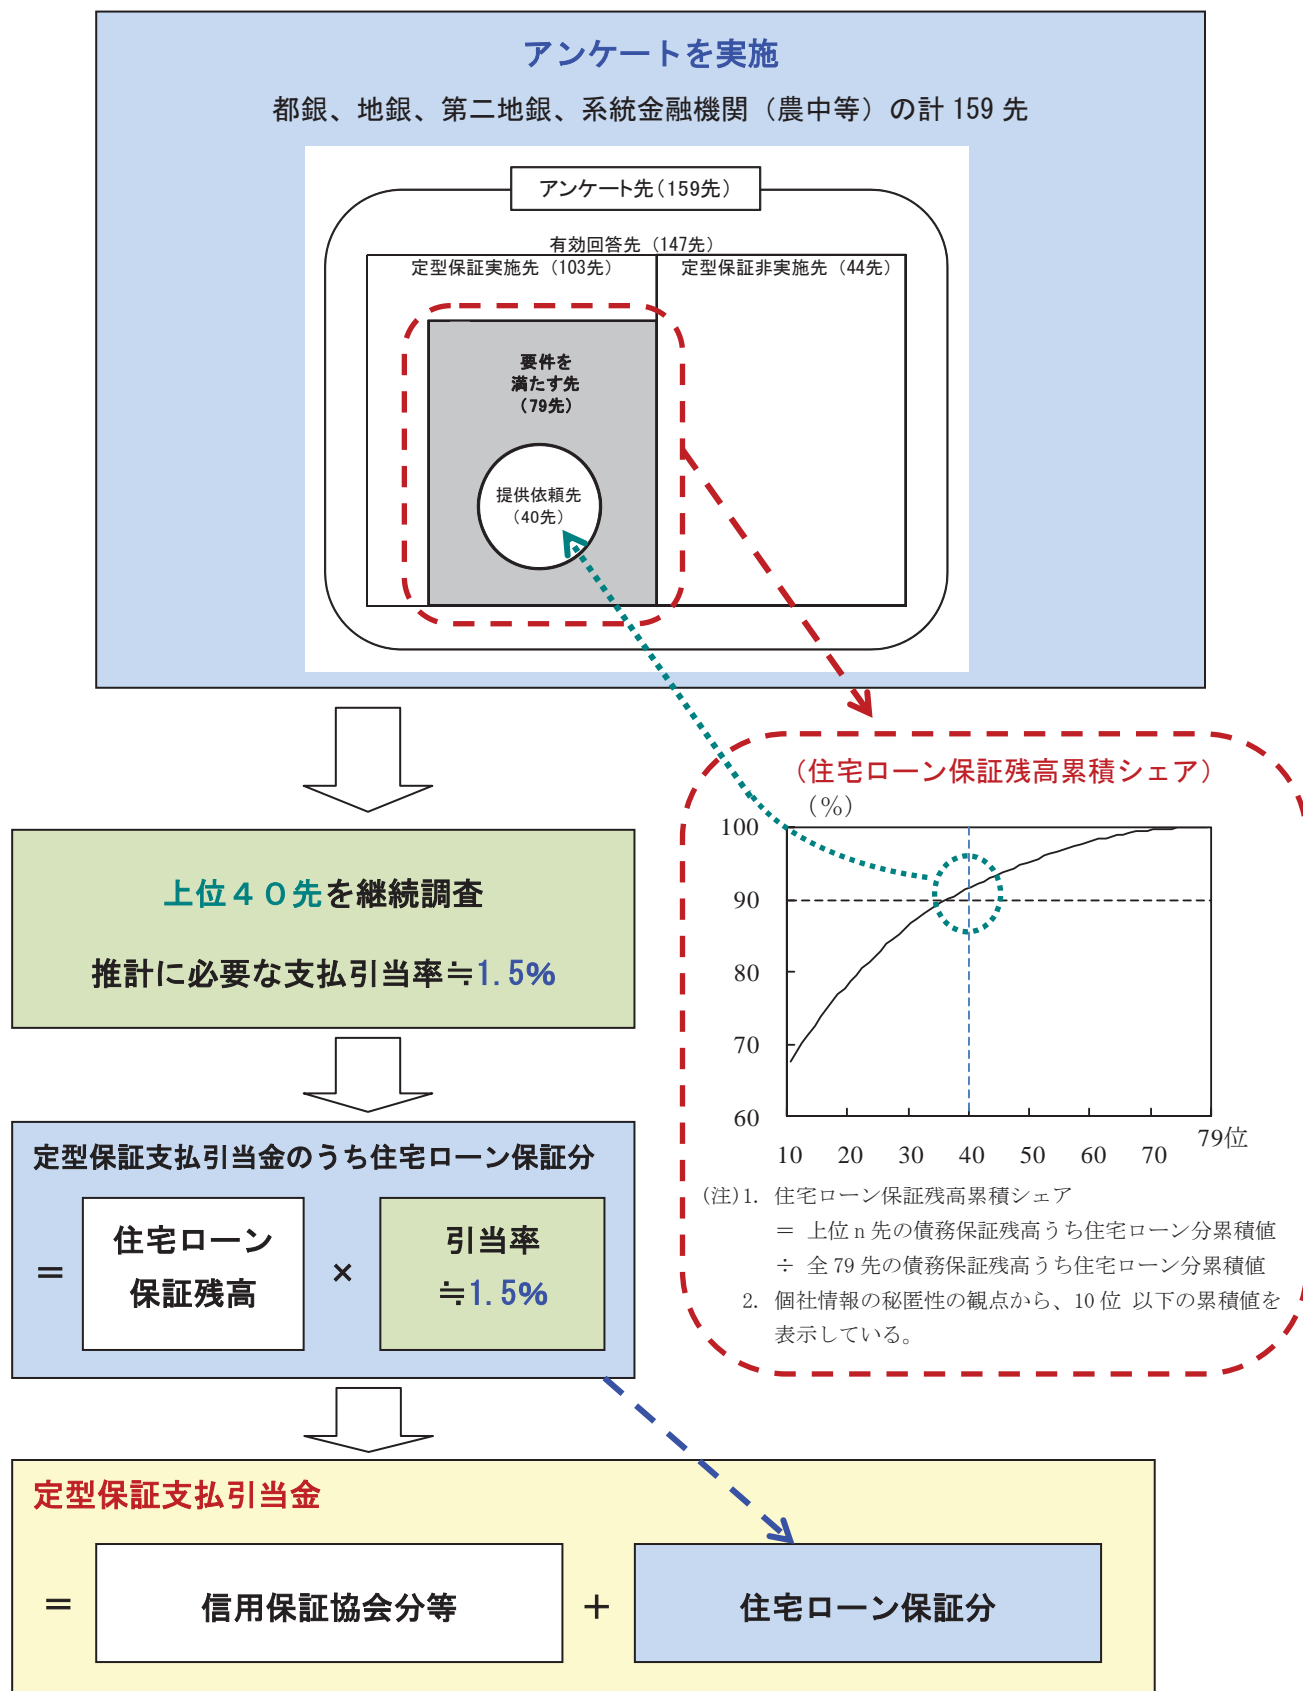 アンケートを実施
都銀、地銀、第二地銀、系統金融機関（農中等）の計 159 先
アンケート先（159先）
有効回答先（147先）
定型保証実施先（103先）
定型保証非実施先（44先）
要件を
満たす先
（79先）
提供依頼先
（40先）
上位４０先を継続調査
推計に必要な支払引当率≒1.5%
定型保証支払引当金のうち住宅ローン保証分
＝
住宅ローン
保証残高
×
引当率
≒1.5%
（住宅ローン保証残高累積シェア）
（％）
100
90
80
70
60
10 20 30 40 50 60 70 79位
(注)1. 住宅ローン保証残高累積シェア
＝ 上位 n 先の債務保証残高うち住宅ローン分累積値
÷ 全 79 先の債務保証残高うち住宅ローン分累積値
2. 個社情報の秘匿性の観点から、10 位 以下の累積値を
表示している。
定型保証支払引当金
＝
信用保証協会分等
＋
住宅ローン保証分